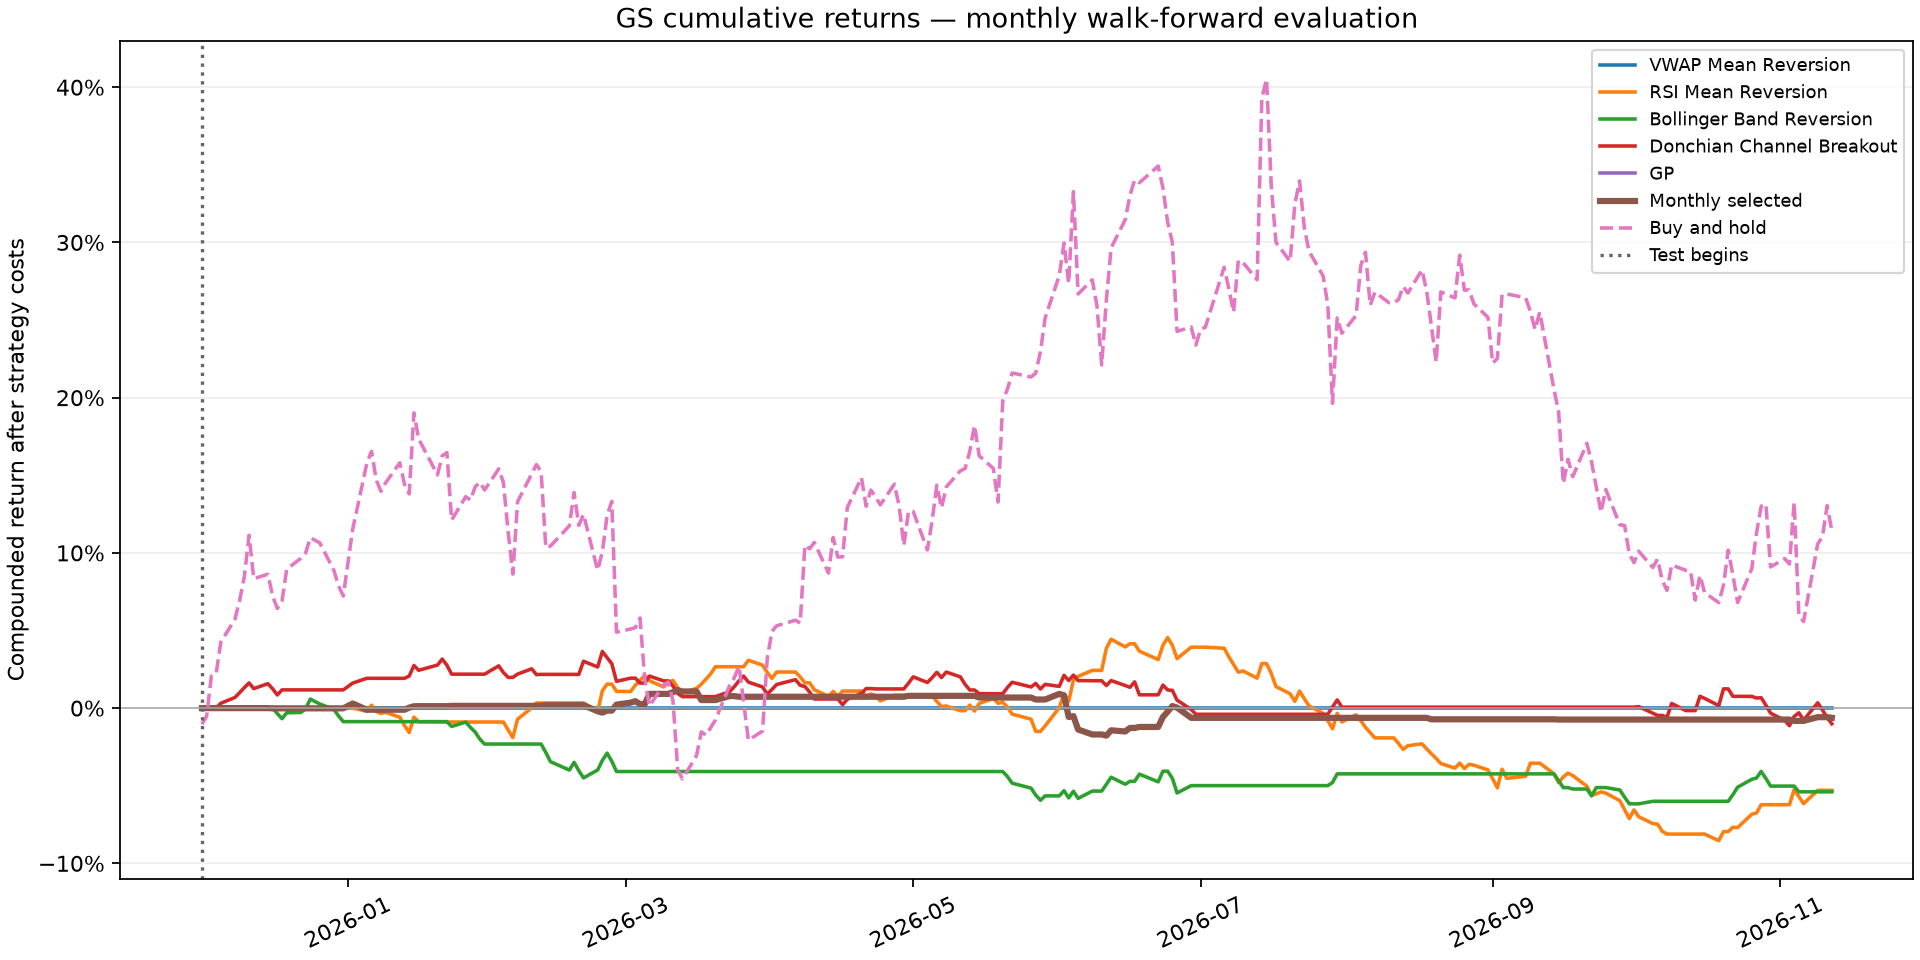 GS cumulative returns — monthly walk-forward evaluation
Compounded return after strategy costs
40%
30%
20%
10%
0%
−10%
2026-01
2026-03
2026-05
2026-07
2026-09
2026-11
VWAP Mean Reversion
RSI Mean Reversion
Bollinger Band Reversion
Donchian Channel Breakout
GP
Monthly selected
Buy and hold
Test begins